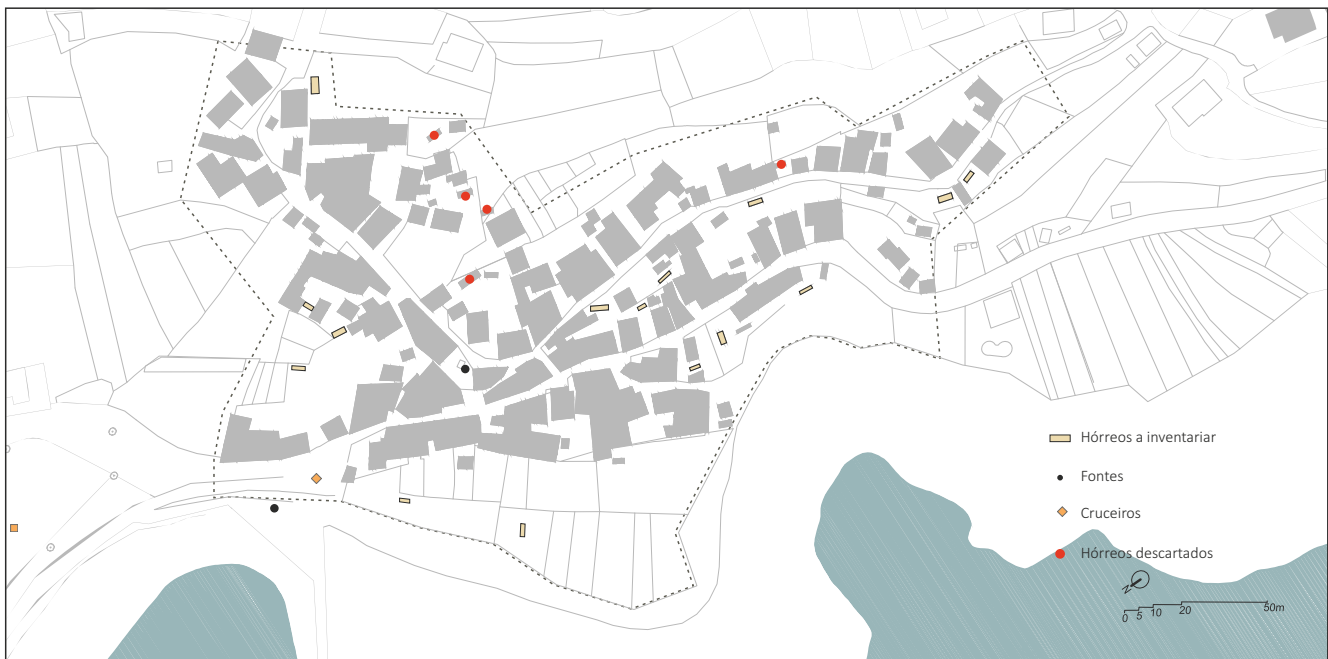 Hórreos a inventariar
Fontes
Cruceiros
Hórreos descartados
N
0 5 10 20 50m